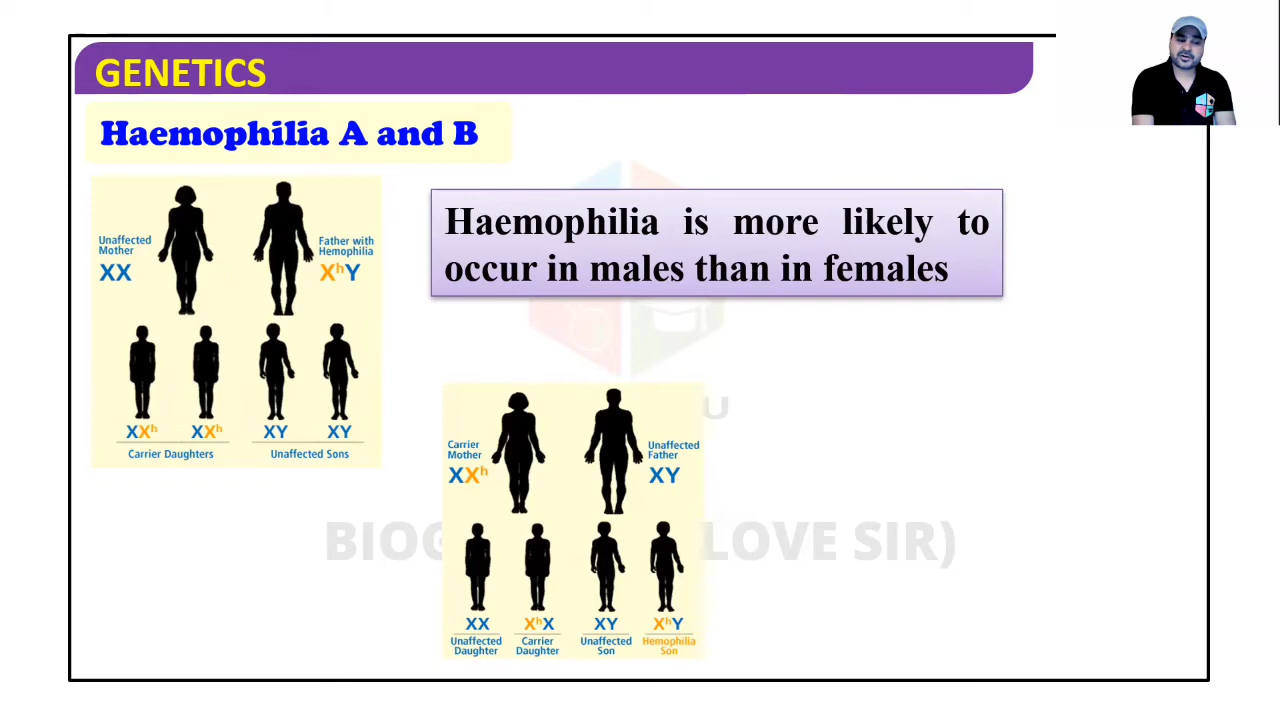 GENETICS
Haemophilia A and B
Unaffected
Mother
XX
Father with
Hemophilia
XʰY
XXʰ XXʰ XY XY
Carrier Daughters Unaffected Sons
Haemophilia is more likely to
occur in males than in females
Carrier
Mother
XXʰ
Unaffected
Father
XY
XX XʰX XY XʰY
Unaffected Carrier Unaffected Hemophilia
Daughter Daughter Son Son
U
LOVE SIR)